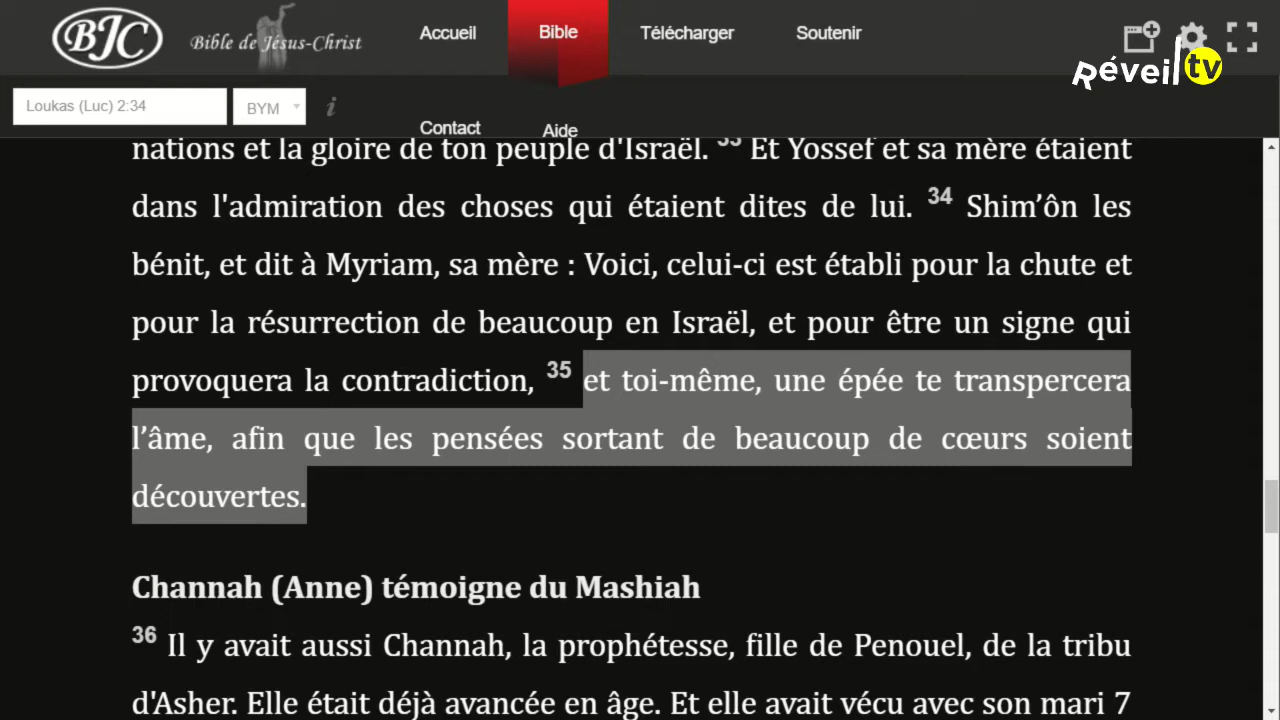 BJC
Bible de Jésus-Christ
Accueil
Bible
Télécharger
Soutenir
Réveil tv
Loukas (Luc) 2:34
BYM
i
Contact
Aide
nations et la gloire de ton peuple d'Israël. 33 Et Yossef et sa mère étaient
dans l'admiration des choses qui étaient dites de lui. 34 Shim’ôn les
bénit, et dit à Myriam, sa mère : Voici, celui-ci est établi pour la chute et
pour la résurrection de beaucoup en Israël, et pour être un signe qui
provoquera la contradiction, 35 et toi-même, une épée te transpercera
l’âme, afin que les pensées sortant de beaucoup de cœurs soient
découvertes.
Channah (Anne) témoigne du Mashiah
36 Il y avait aussi Channah, la prophétesse, fille de Penouel, de la tribu
d'Asher. Elle était déjà avancée en âge. Et elle avait vécu avec son mari 7